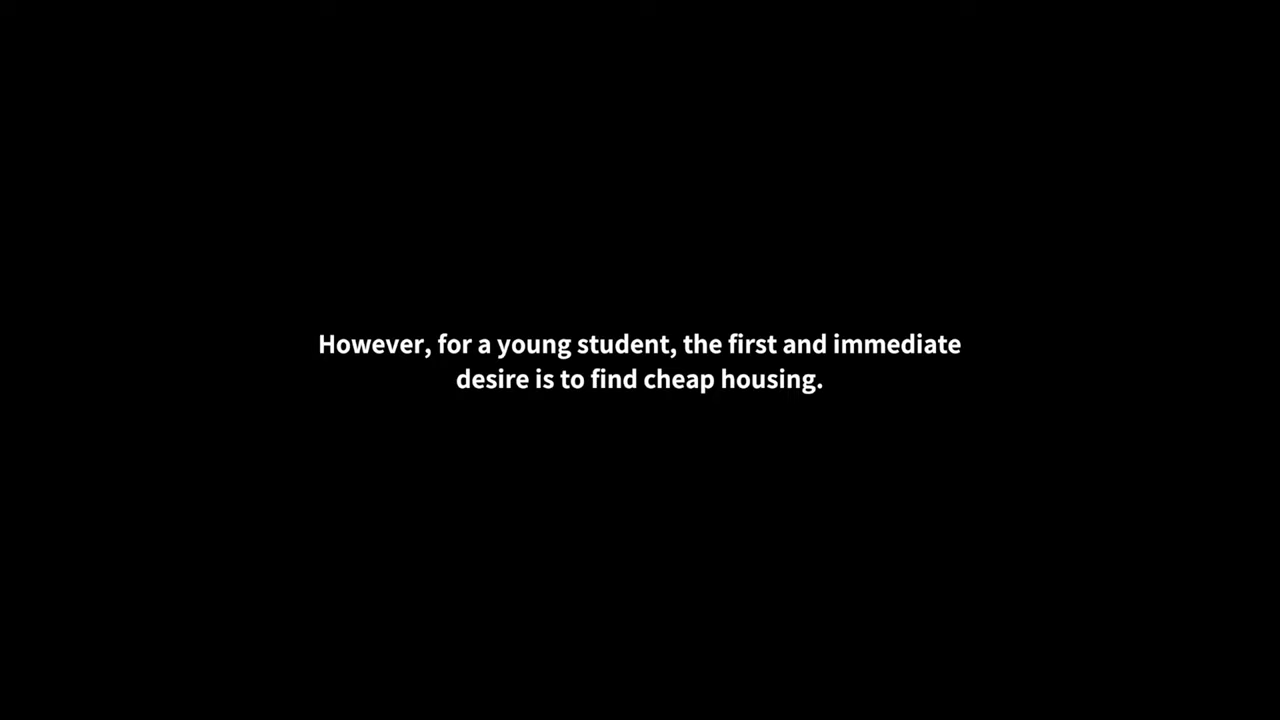 However, for a young student, the first and immediate
desire is to find cheap housing.